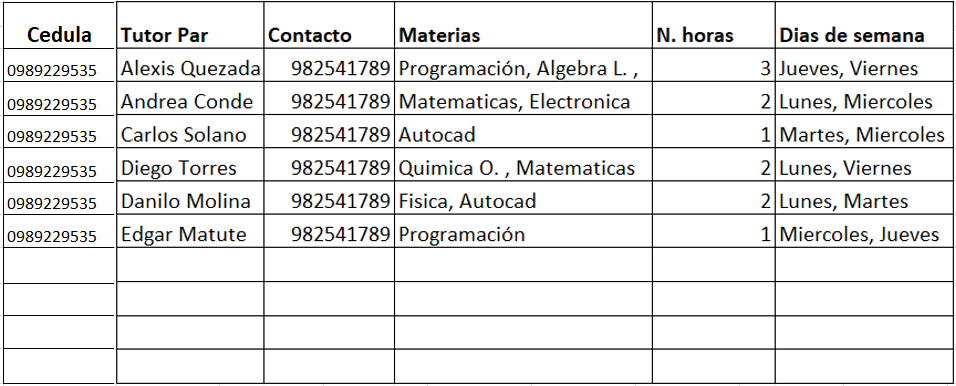 Cedula Tutor Par Contacto Materias N. horas Dias de semana
0989229535 Alexis Quezada 982541789 Programación, Algebra L. , 3 Jueves, Viernes
0989229535 Andrea Conde 982541789 Matematicas, Electronica 2 Lunes, Miercoles
0989229535 Carlos Solano 982541789 Autocad 1 Martes, Miercoles
0989229535 Diego Torres 982541789 Quimica O. , Matematicas 2 Lunes, Viernes
0989229535 Danilo Molina 982541789 Fisica, Autocad 2 Lunes, Martes
0989229535 Edgar Matute 982541789 Programación 1 Miercoles, Jueves